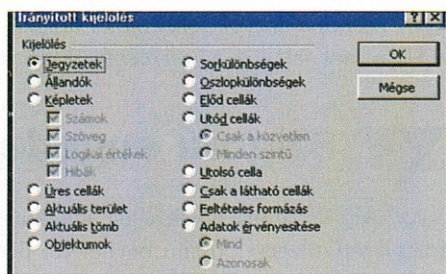 Irányított kijelölés
Kijelölés
Jegyzetek
Állandók
Képletek
Számok
Szöveg
Logikai értékek
Hibák
Üres cellák
Aktuális terület
Aktuális tömb
Objektumok
Sorkülönbségek
Oszlopkülönbségek
Előd cellák
Utód cellák
Csak a közvetlen
Minden szintű
Utolsó cella
Csak a látható cellák
Feltételes formázás
Adatok érvényesítése
Mind
Azonosak
OK
Mégse